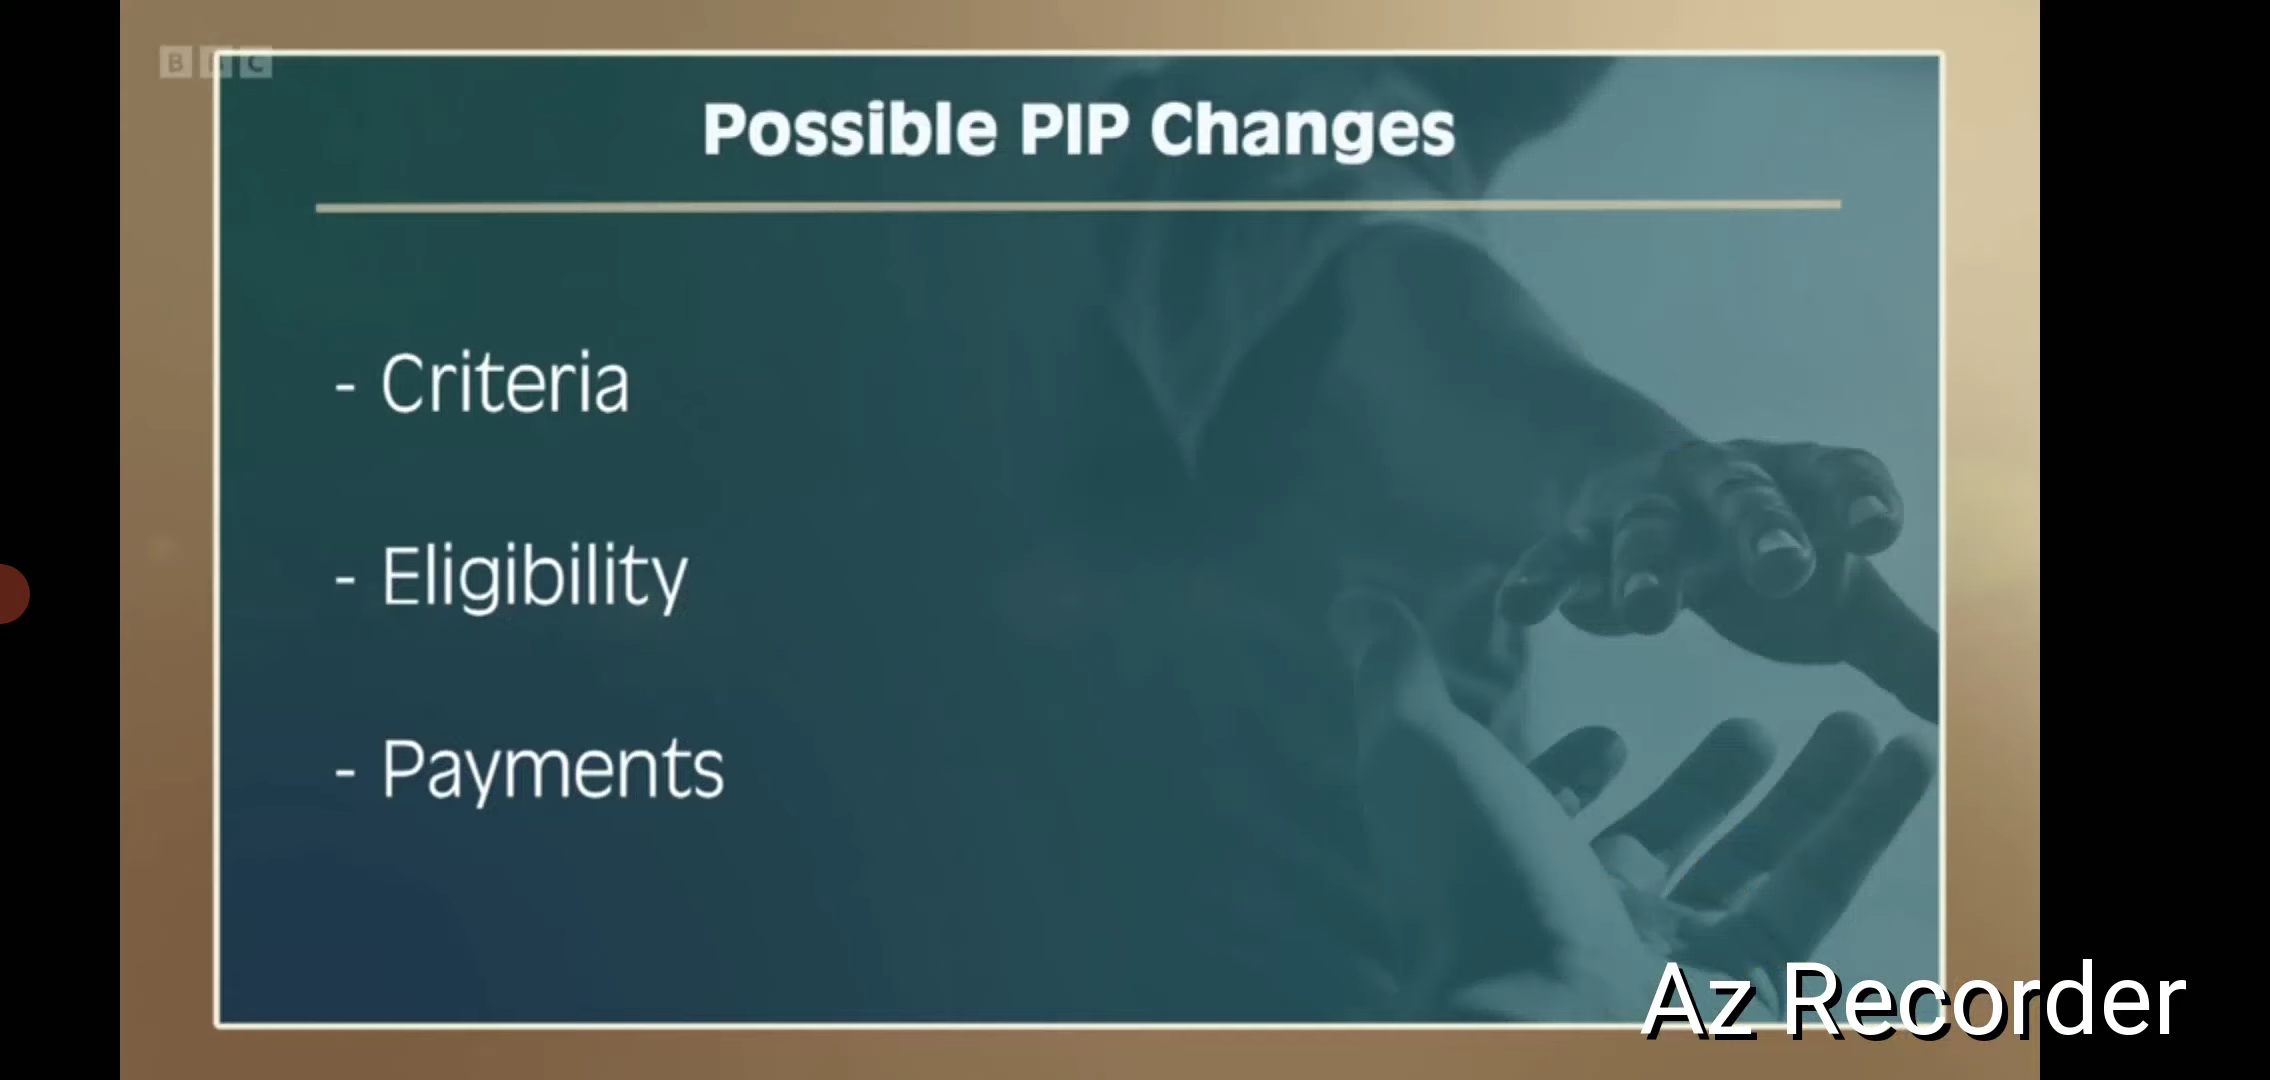 BBC
Possible PIP Changes
- Criteria
- Eligibility
- Payments
Az Recorder